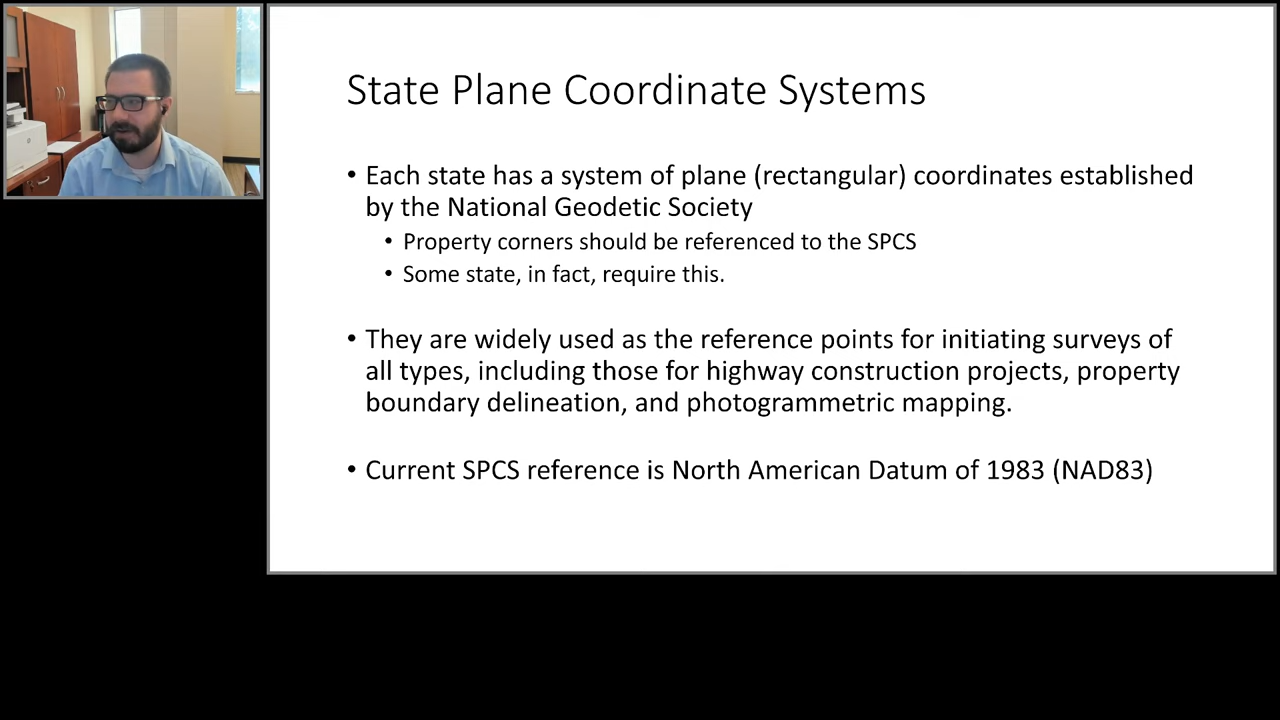 State Plane Coordinate Systems
• Each state has a system of plane (rectangular) coordinates established
by the National Geodetic Society
• Property corners should be referenced to the SPCS
• Some state, in fact, require this.
• They are widely used as the reference points for initiating surveys of
all types, including those for highway construction projects, property
boundary delineation, and photogrammetric mapping.
• Current SPCS reference is North American Datum of 1983 (NAD83)